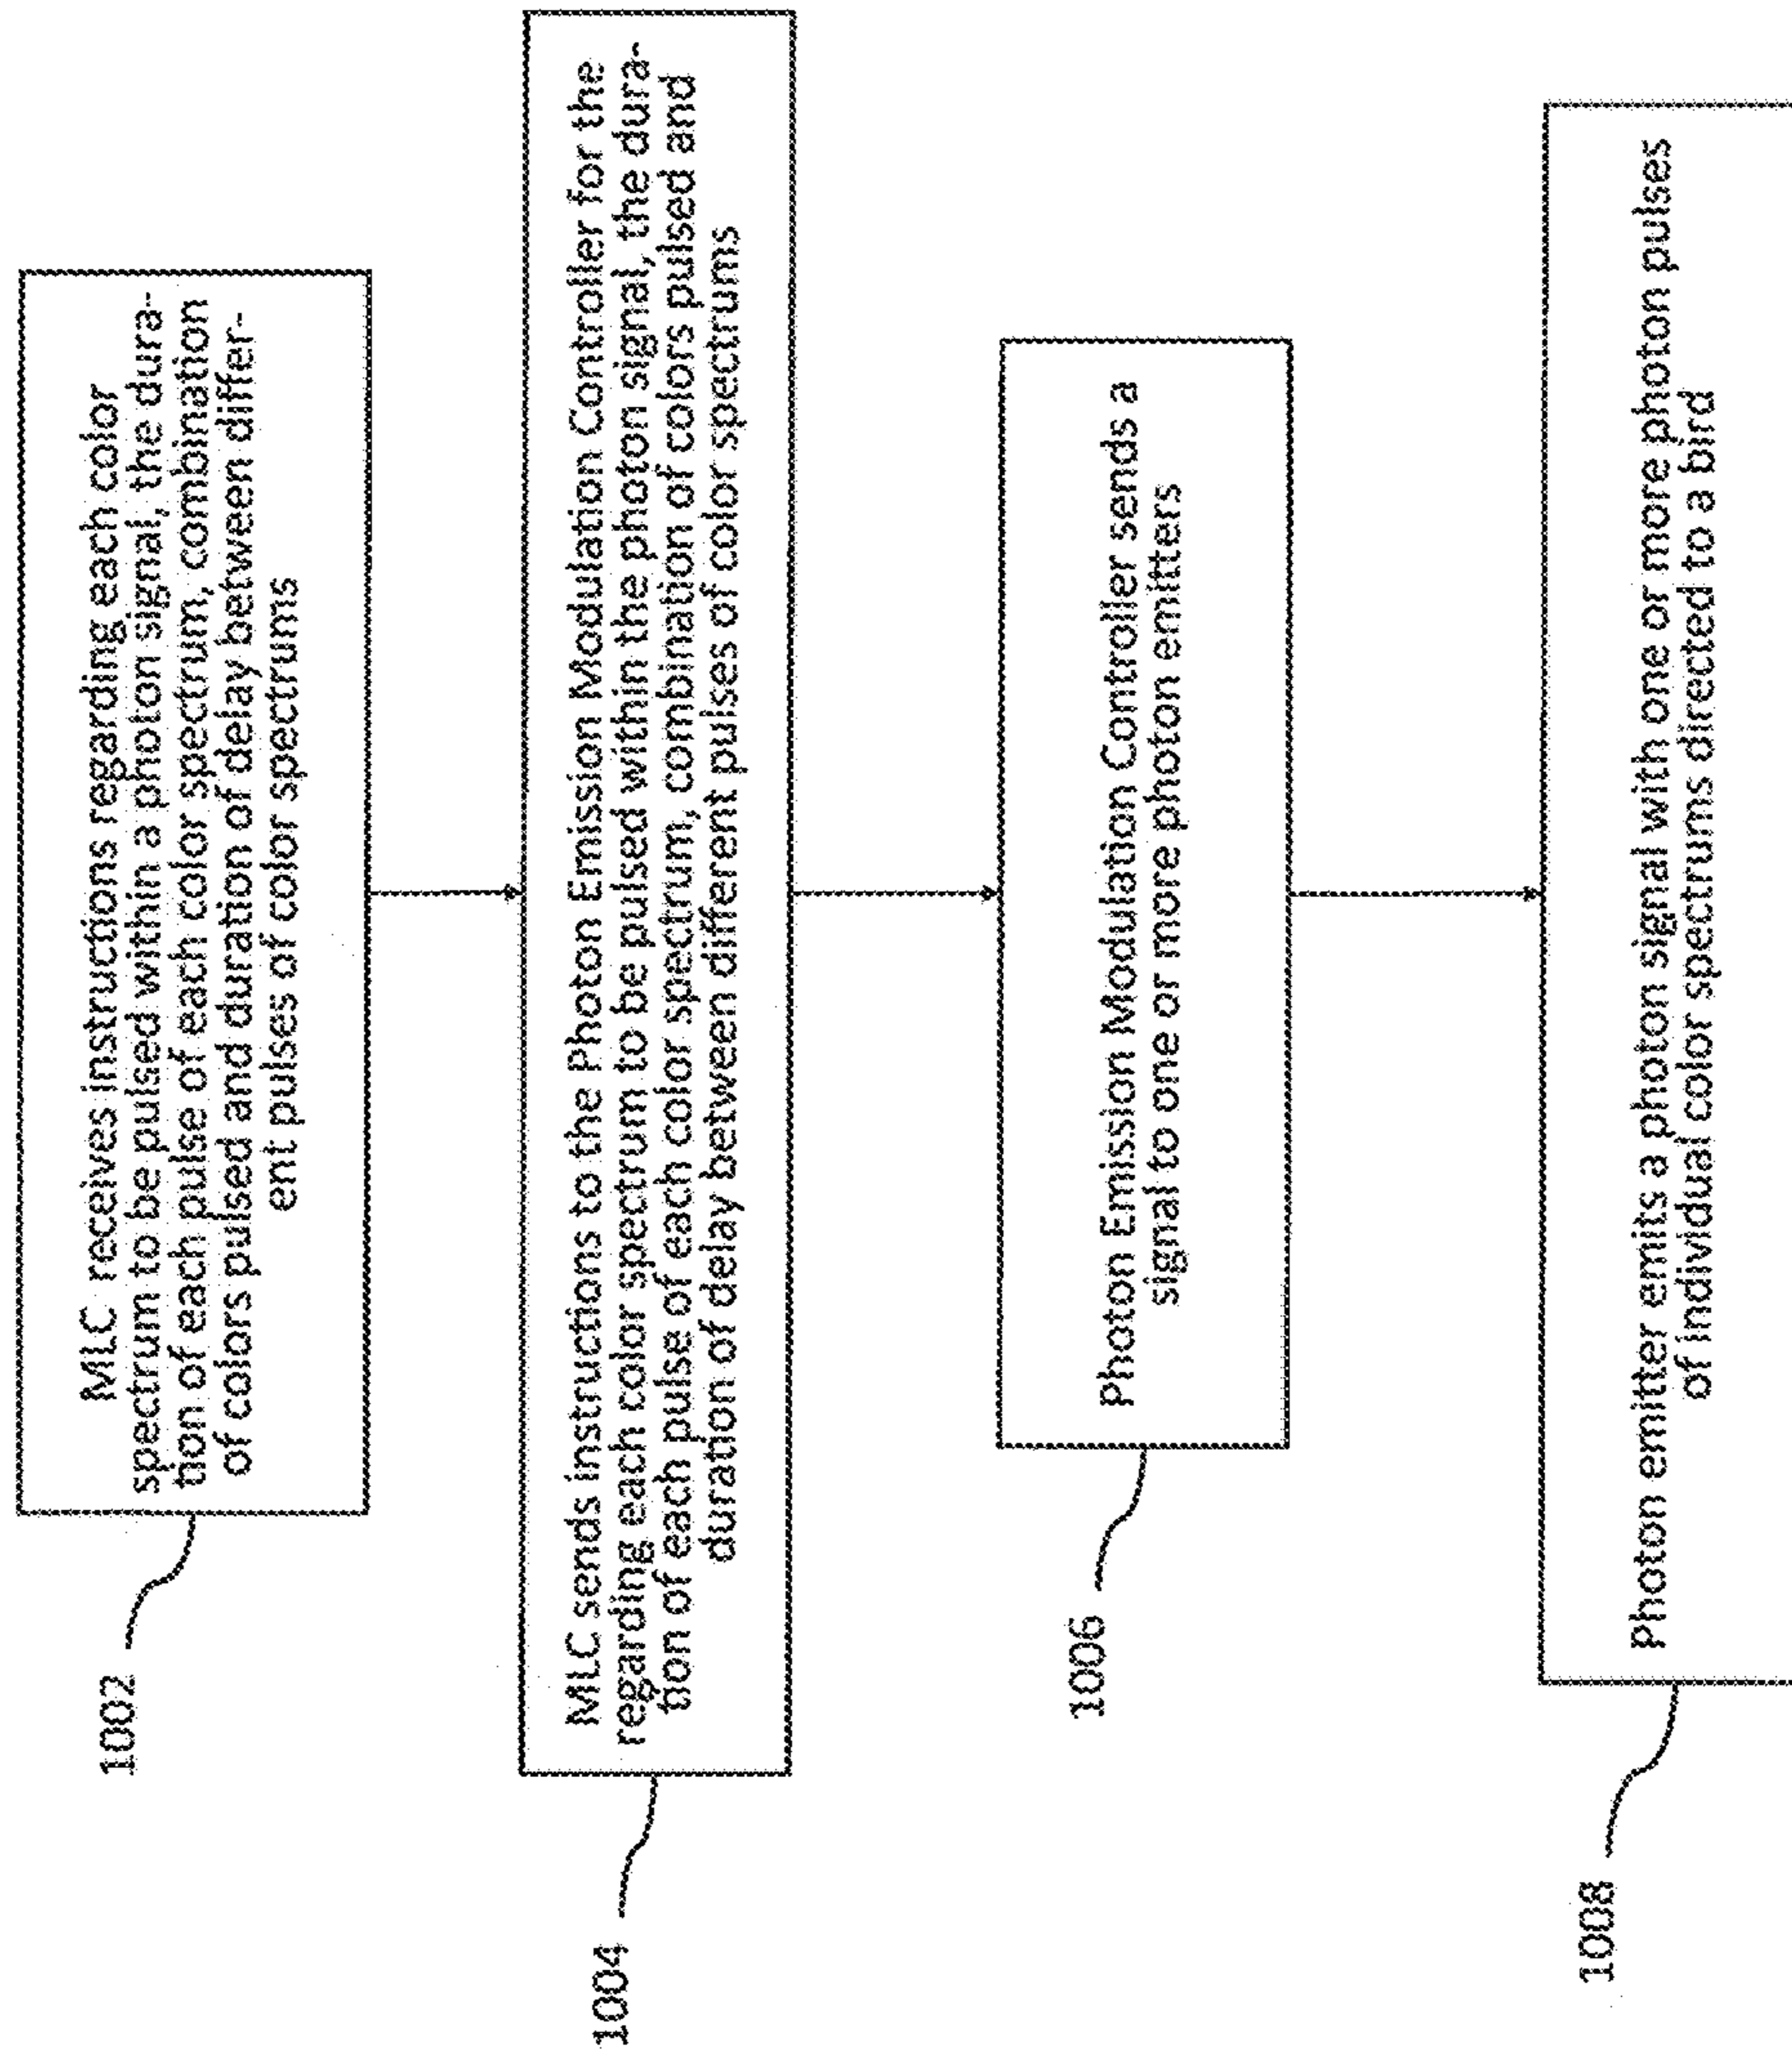 MLC receives instructions regarding each color
spectrum to be pulsed within a photon signal, the dura-
tion of each pulse of each color spectrum, combination
of colors pulsed and duration of delay between differ-
ent pulses of color spectrums
1002
MLC sends instructions to the Photon Emission Modulation Controller for the
regarding each color spectrum to be pulsed within the photon signal, the dura-
tion of each pulse of each color spectrum, combination of colors pulsed and
duration of delay between different pulses of color spectrums
1004
Photon Emission Modulation Controller sends a
signal to one or more photon emitters
1006
Photon emitter emits a photon signal with one or more photon pulses
of individual color spectrums directed to a bird
1008